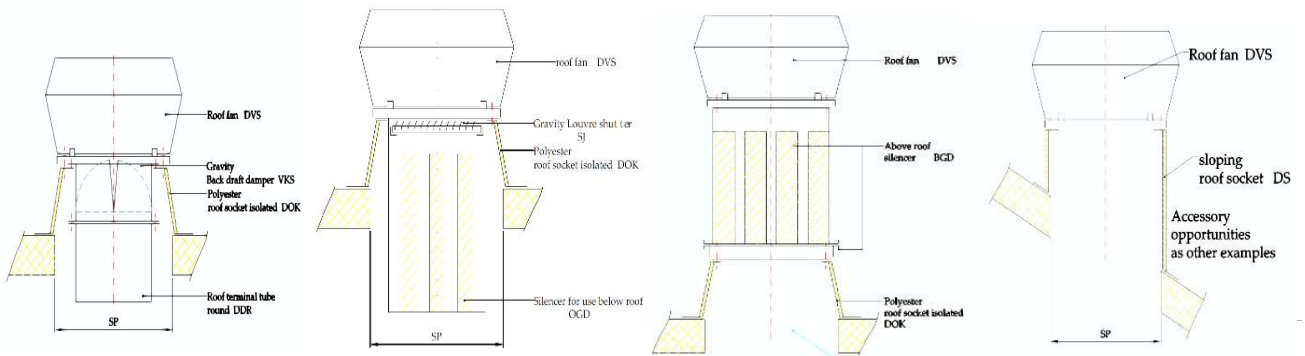 Roof fan DVS
Gravity
Back draft damper VKS
Polyester
roof socket isolated DOK
Roof terminal tube
round DDR
SP
roof fan DVS
Gravity Louvre shutter
SJ
Polyester
roof socket isolated DOK
Silencer for use below roof
OGD
SP
Roof fan DVS
Above roof
silencer BGD
Polyester
roof socket isolated
DOK
Roof fan DVS
sloping
roof socket DS
Accessory
opportunities
as other examples
SP